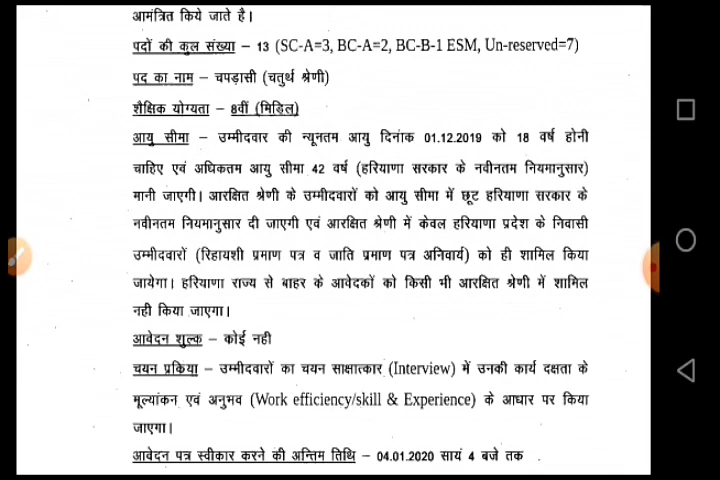 आमंत्रित किये जाते है।
पदों की कुल संख्या – 13 (SC-A=3, BC-A=2, BC-B-1 ESM, Un-reserved=7)
पद का नाम – चपड़ासी (चतुर्थ श्रेणी)
शैक्षिक योग्यता – 8वीं (मिडिल)
आयु सीमा – उम्मीदवार की न्यूनतम आयु दिनांक 01.12.2019 को 18 वर्ष होनी
चाहिए एवं अधिकतम आयु सीमा 42 वर्ष (हरियाणा सरकार के नवीनतम नियमानुसार)
मानी जाएगी। आरक्षित श्रेणी के उम्मीदवारों को आयु सीमा में छूट हरियाणा सरकार के
नवीनतम नियमानुसार दी जाएगी एवं आरक्षित श्रेणी में केवल हरियाणा प्रदेश के निवासी
उम्मीदवारों (रिहायशी प्रमाण पत्र व जाति प्रमाण पत्र अनिवार्य) को ही शामिल किया
जायेगा। हरियाणा राज्य से बाहर के आवेदकों को किसी भी आरक्षित श्रेणी में शामिल
नही किया जाएगा।
आवेदन शुल्क – कोई नही
चयन प्रकिया – उम्मीदवारों का चयन साक्षात्कार (Interview) में उनकी कार्य दक्षता के
मूल्यांकन एवं अनुभव (Work efficiency/skill & Experience) के आधार पर किया
जाएगा।
आवेदन पत्र स्वीकार करने की अन्तिम तिथि – 04.01.2020 सायं 4 बजे तक